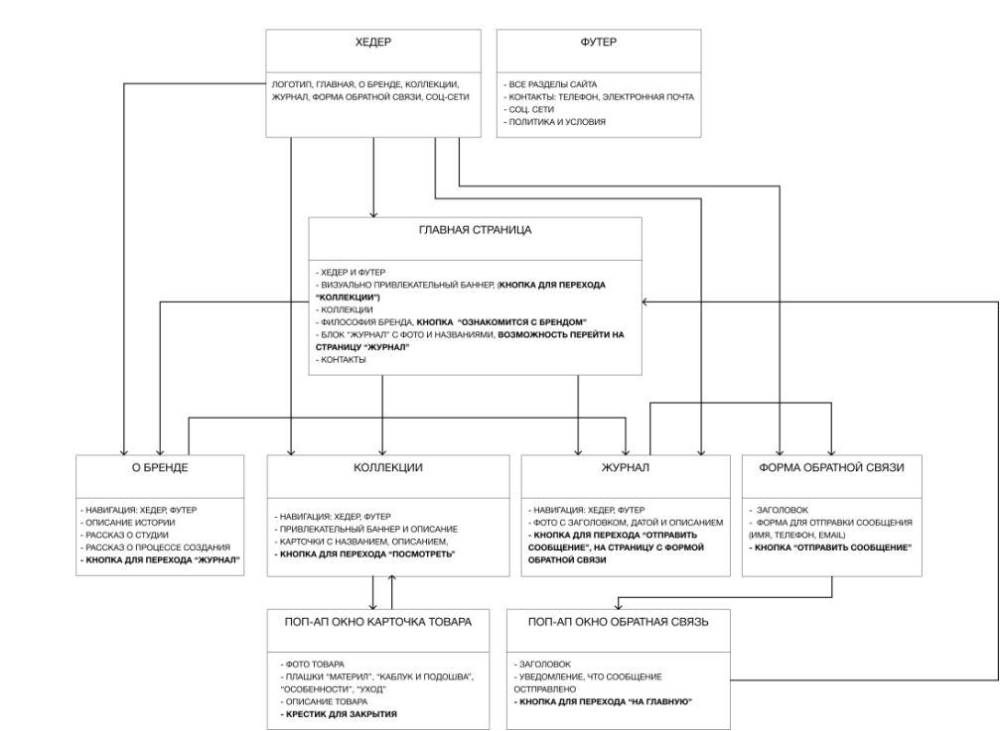 ХЕДЕР
ЛОГОТИП, ГЛАВНАЯ, О БРЕНДЕ, КОЛЛЕКЦИИ,
ЖУРНАЛ, ФОРМА ОБРАТНОЙ СВЯЗИ, СОЦ-СЕТИ
ФУТЕР
- ВСЕ РАЗДЕЛЫ САЙТА
- КОНТАКТЫ: ТЕЛЕФОН, ЭЛЕКТРОННАЯ ПОЧТА
- СОЦ. СЕТИ
- ПОЛИТИКА И УСЛОВИЯ
ГЛАВНАЯ СТРАНИЦА
- ХЕДЕР И ФУТЕР
- ВИЗУАЛЬНО ПРИВЛЕКАТЕЛЬНЫЙ БАННЕР, (КНОПКА ДЛЯ ПЕРЕХОДА
“КОЛЛЕКЦИИ”)
- КОЛЛЕКЦИИ
- ФИЛОСОФИЯ БРЕНДА, КНОПКА “ОЗНАКОМИТСЯ С БРЕНДОМ”
- БЛОК “ЖУРНАЛ” С ФОТО И НАЗВАНИЯМИ, ВОЗМОЖНОСТЬ ПЕРЕЙТИ НА
СТРАНИЦУ “ЖУРНАЛ”
- КОНТАКТЫ
О БРЕНДЕ
- НАВИГАЦИЯ: ХЕДЕР, ФУТЕР
- ОПИСАНИЕ ИСТОРИИ
- РАССКАЗ О СТУДИИ
- РАССКАЗ О ПРОЦЕССЕ СОЗДАНИЯ
- КНОПКА ДЛЯ ПЕРЕХОДА “ЖУРНАЛ”
КОЛЛЕКЦИИ
- НАВИГАЦИЯ: ХЕДЕР, ФУТЕР
- ПРИВЛЕКАТЕЛЬНЫЙ БАННЕР И ОПИСАНИЕ
- КАРТОЧКИ С НАЗВАНИЕМ, ОПИСАНИЕМ,
- КНОПКА ДЛЯ ПЕРЕХОДА “ПОСМОТРЕТЬ”
ЖУРНАЛ
- НАВИГАЦИЯ: ХЕДЕР, ФУТЕР
- ФОТО С ЗАГОЛОВКОМ, ДАТОЙ И ОПИСАНИЕМ
- КНОПКА ДЛЯ ПЕРЕХОДА “ОТПРАВИТЬ
СООБЩЕНИЕ”, НА СТРАНИЦУ С ФОРМОЙ
ОБРАТНОЙ СВЯЗИ
ФОРМА ОБРАТНОЙ СВЯЗИ
- ЗАГОЛОВОК
- ФОРМА ДЛЯ ОТПРАВКИ СООБЩЕНИЯ
(ИМЯ, ТЕЛЕФОН, EMAIL)
- КНОПКА “ОТПРАВИТЬ СООБЩЕНИЕ”
ПОП-АП ОКНО КАРТОЧКА ТОВАРА
- ФОТО ТОВАРА
- ПЛАШКИ “МАТЕРИЛ”, “КАБЛУК И ПОДОШВА”,
“ОСОБЕННОСТИ”, “УХОД”
- ОПИСАНИЕ ТОВАРА
- КРЕСТИК ДЛЯ ЗАКРЫТИЯ
ПОП-АП ОКНО ОБРАТНАЯ СВЯЗЬ
- ЗАГОЛОВОК
- УВЕДОМЛЕНИЕ, ЧТО СООБЩЕНИЕ
ОСТПРАВЛЕНО
- КНОПКА ДЛЯ ПЕРЕХОДА “НА ГЛАВНУЮ”